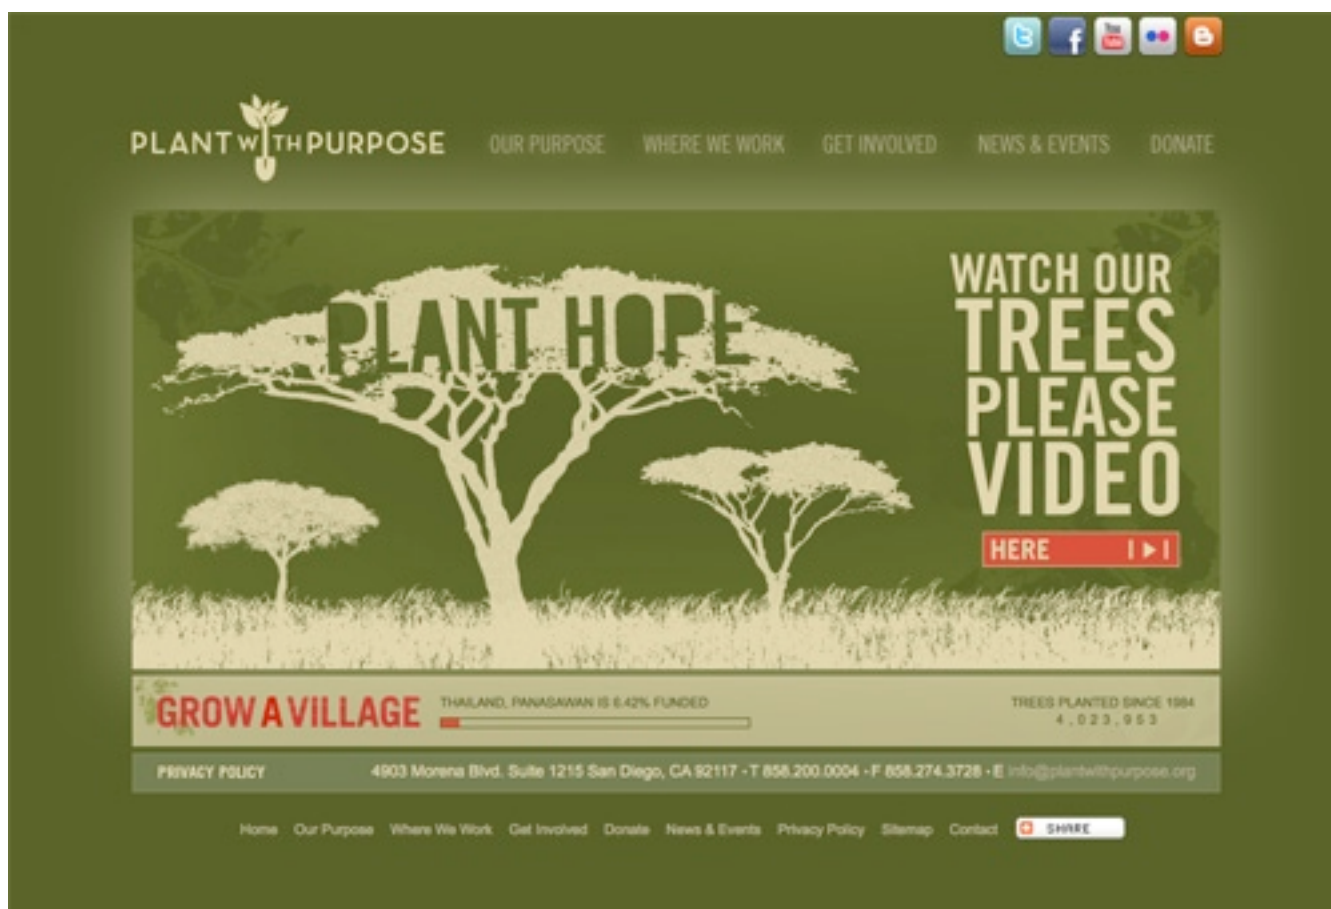 PLANT WITH PURPOSE
OUR PURPOSE WHERE WE WORK GET INVOLVED NEWS & EVENTS DONATE
PLANT HOPE
WATCH OUR
TREES
PLEASE
VIDEO
HERE
GROW A VILLAGE
THAILAND, PANASAWAN IS 6.42% FUNDED
TREES PLANTED SINCE 1984
4,023,953
PRIVACY POLICY 4903 Morena Blvd. Suite 1215 San Diego, CA 92117 - T 858.200.0004 - F 858.274.3728 - E info@plantwithpurpose.org
Home Our Purpose Where We Work Get Involved Donate News & Events Privacy Policy Sitemap Contact SHARE